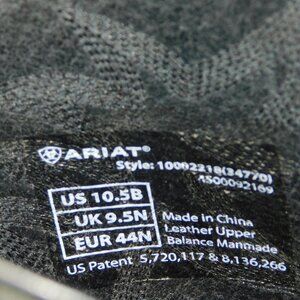 ARIAT
Style: 10092218(34770)
4500092169
US 10.5B
UK 9.5N
EUR 44N
Made in China
Leather Upper
Balance Manmade
US Patent 5,720,117 & 8,136,266